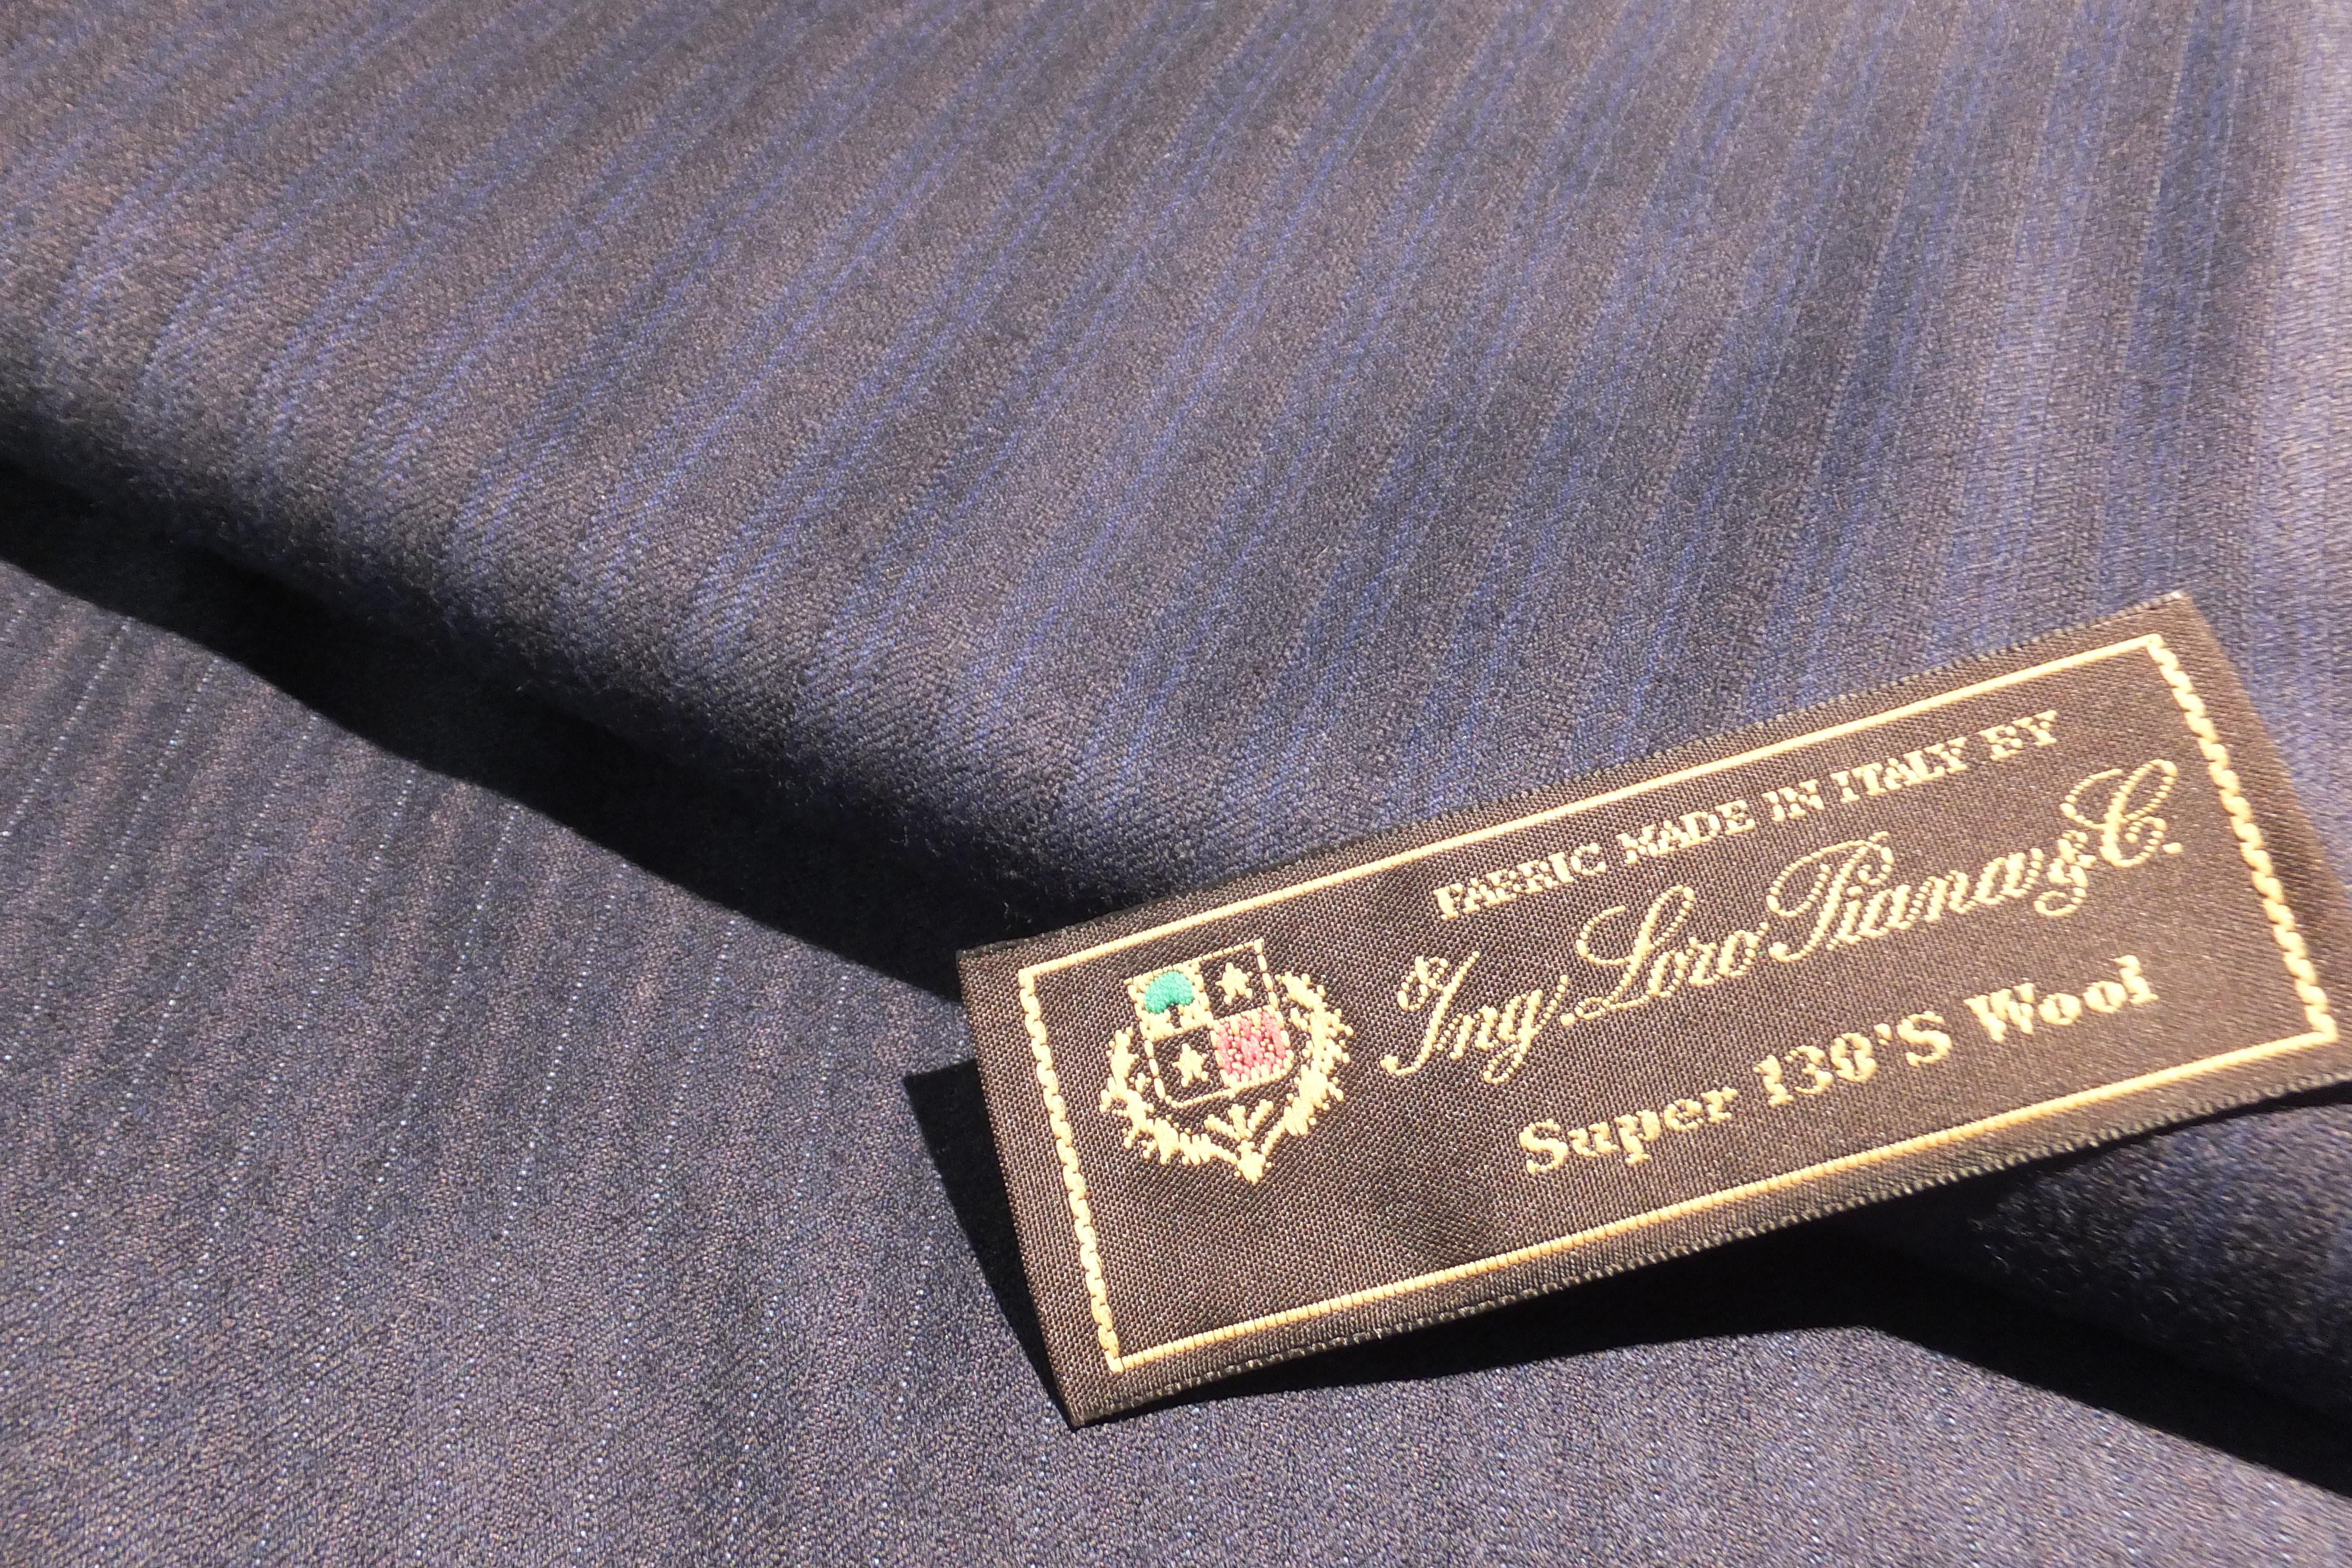 FABRIC MADE IN ITALY BY
Ing. Loro Piana & C.
Super 130'S Wool